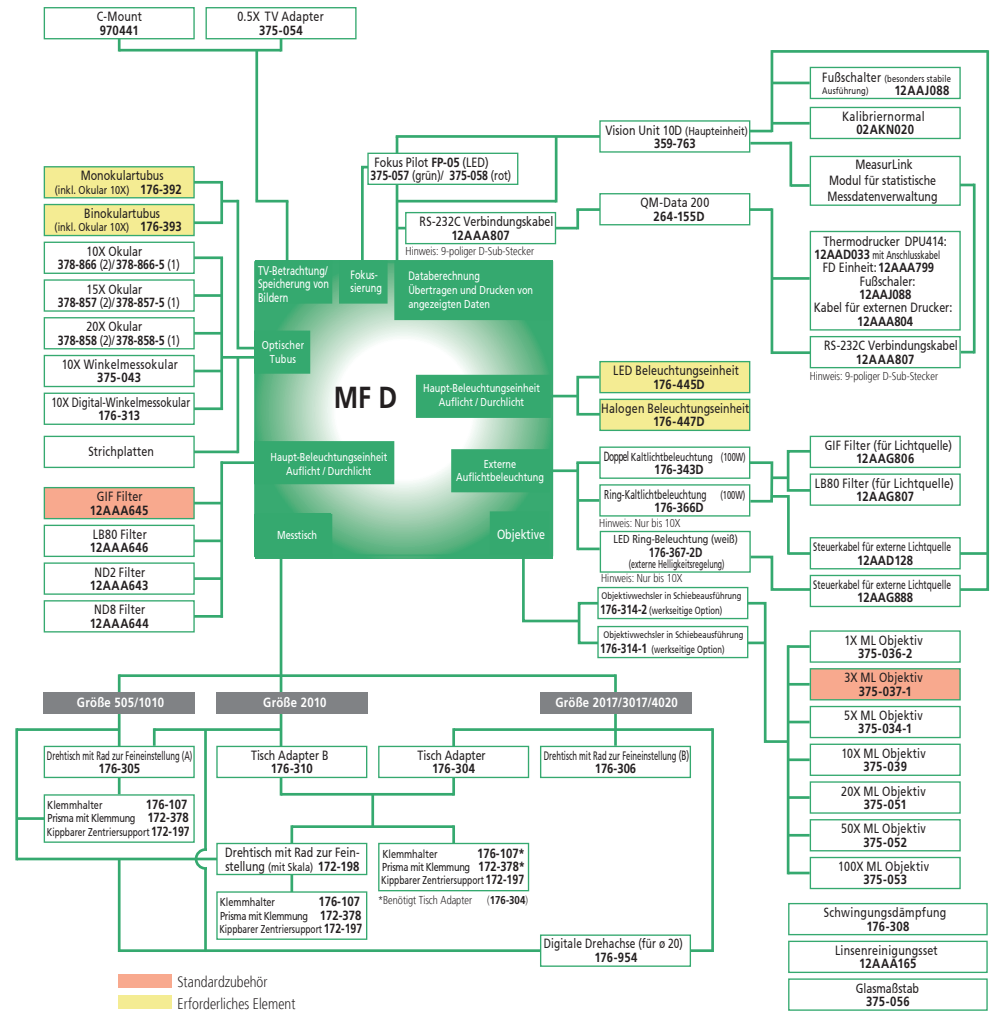 C-Mount
970441
0.5X TV Adapter
375-054
Monokulartubus
(inkl. Okular 10X) 176-392
Binokulartubus
(inkl. Okular 10X) 176-393
10X Okular
378-866 (2)/378-866-5 (1)
15X Okular
378-857 (2)/378-857-5 (1)
20X Okular
378-858 (2)/378-858-5 (1)
10X Winkelmessokular
375-043
10X Digital-Winkelmessokular
176-313
Strichplatten
GIF Filter
12AAA645
LB80 Filter
12AAA646
ND2 Filter
12AAA643
ND8 Filter
12AAA644
Fokus Pilot FP-05 (LED)
375-057 (grün)/ 375-058 (rot)
RS-232C Verbindungskabel
12AAA807
Hinweis: 9-poliger D-Sub-Stecker
Vision Unit 10D (Haupteinheit)
359-763
QM-Data 200
264-155D
Fußschalter (besonders stabile
Ausführung) 12AAJ088
Kalibriernormal
02AKN020
MeasurLink
Modul für statistische
Messdatenverwaltung
Thermodrucker DPU414:
12AAD033 mit Anschlusskabel
FD Einheit: 12AAA799
Fußschaler:
12AAJ088
Kabel für externen Drucker:
12AAA804
RS-232C Verbindungskabel
12AAA807
Hinweis: 9-poliger D-Sub-Stecker
TV-Betrachtung/
Speicherung von
Bildern
Fokus-
sierung
Databerechnung
Übertragen und Drucken von
angezeigten Daten
Optischer
Tubus
MF D
Haupt-Beleuchtungseinheit
Auflicht / Durchlicht
Haupt-Beleuchtungseinheit
Auflicht / Durchlicht
Externe
Auflichtbeleuchtung
Messtisch
Objektive
LED Beleuchtungseinheit
176-445D
Halogen Beleuchtungseinheit
176-447D
Doppel Kaltlichtbeleuchtung (100W)
176-343D
Ring-Kaltlichtbeleuchtung (100W)
176-366D
Hinweis: Nur bis 10X
LED Ring-Beleuchtung (weiß)
176-367-2D
(externe Helligkeitsregelung)
Hinweis: Nur bis 10X
GIF Filter (für Lichtquelle)
12AAG806
LB80 Filter (für Lichtquelle)
12AAG807
Steuerkabel für externe Lichtquelle
12AAD128
Steuerkabel für externe Lichtquelle
12AAG888
Objektivwechsler in Schiebeausführung
176-314-2 (werkseitige Option)
Objektivwechsler in Schiebeausführung
176-314-1 (werkseitige Option)
1X ML Objektiv
375-036-2
3X ML Objektiv
375-037-1
5X ML Objektiv
375-034-1
10X ML Objektiv
375-039
20X ML Objektiv
375-051
50X ML Objektiv
375-052
100X ML Objektiv
375-053
Schwingungsdämpfung
176-308
Linsenreinigungsset
12AAA165
Glasmaßstab
375-056
Größe 505/1010
Größe 2010
Größe 2017/3017/4020
Drehtisch mit Rad zur Feineinstellung (A)
176-305
Tisch Adapter B
176-310
Tisch Adapter
176-304
Drehtisch mit Rad zur Feineinstellung (B)
176-306
Klemmhalter 176-107
Prisma mit Klemmung 172-378
Kippbarer Zentriersupport 172-197
Drehtisch mit Rad zur Fein-
stellung (mit Skala) 172-198
Klemmhalter 176-107*
Prisma mit Klemmung 172-378*
Kippbarer Zentriersupport 172-197
*Benötigt Tisch Adapter (176-304)
Klemmhalter 176-107
Prisma mit Klemmung 172-378
Kippbarer Zentriersupport 172-197
Digitale Drehachse (für ø 20)
176-954
Standardzubehör
Erforderliches Element